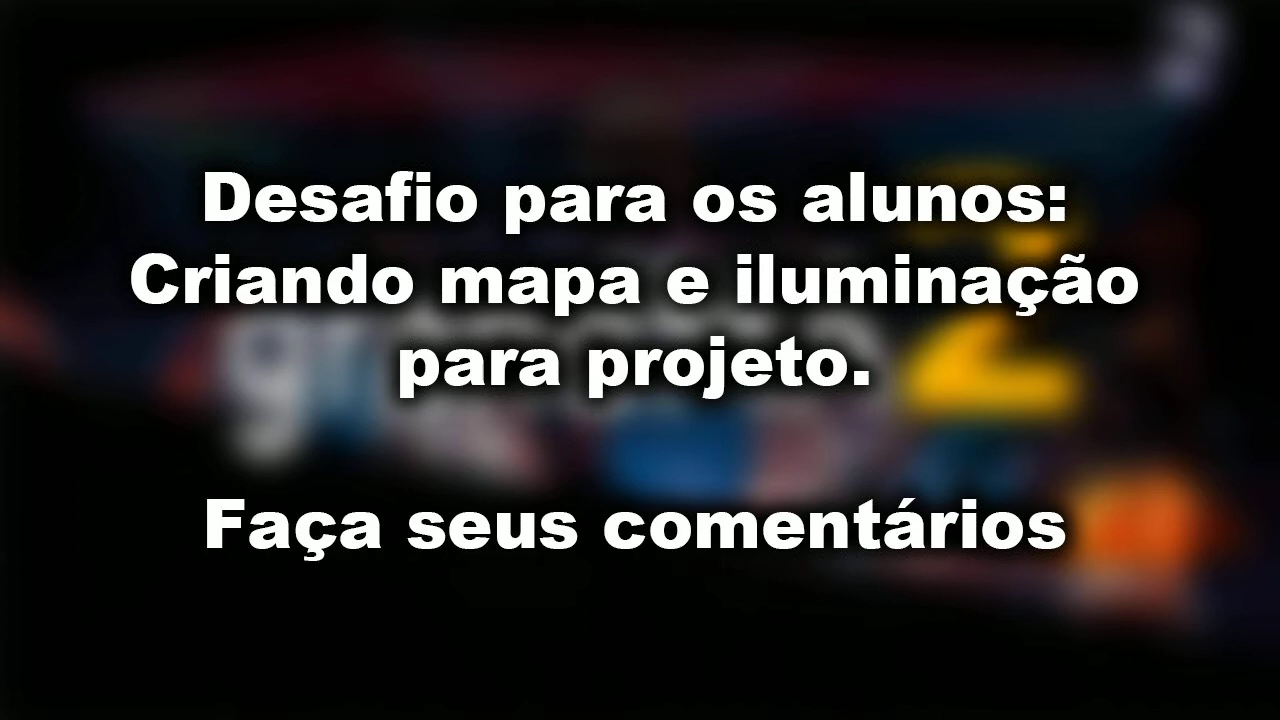 Desafio para os alunos:
Criando mapa e iluminação
para projeto.
Faça seus comentários